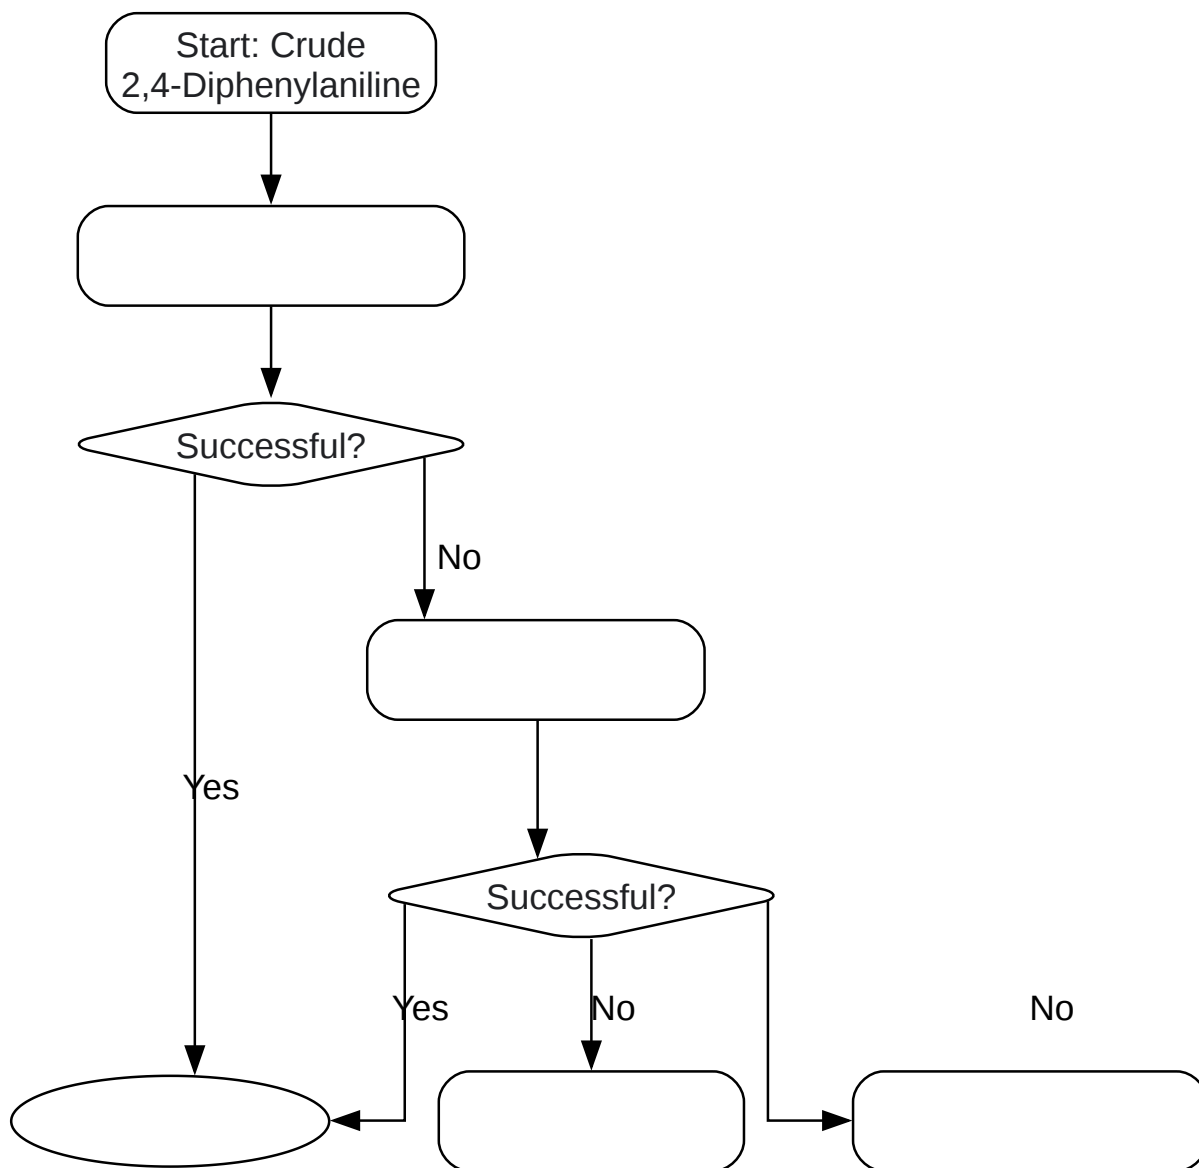 Start: Crude
2,4-Diphenylaniline
Successful?
No
Yes
Successful?
Yes
No
No